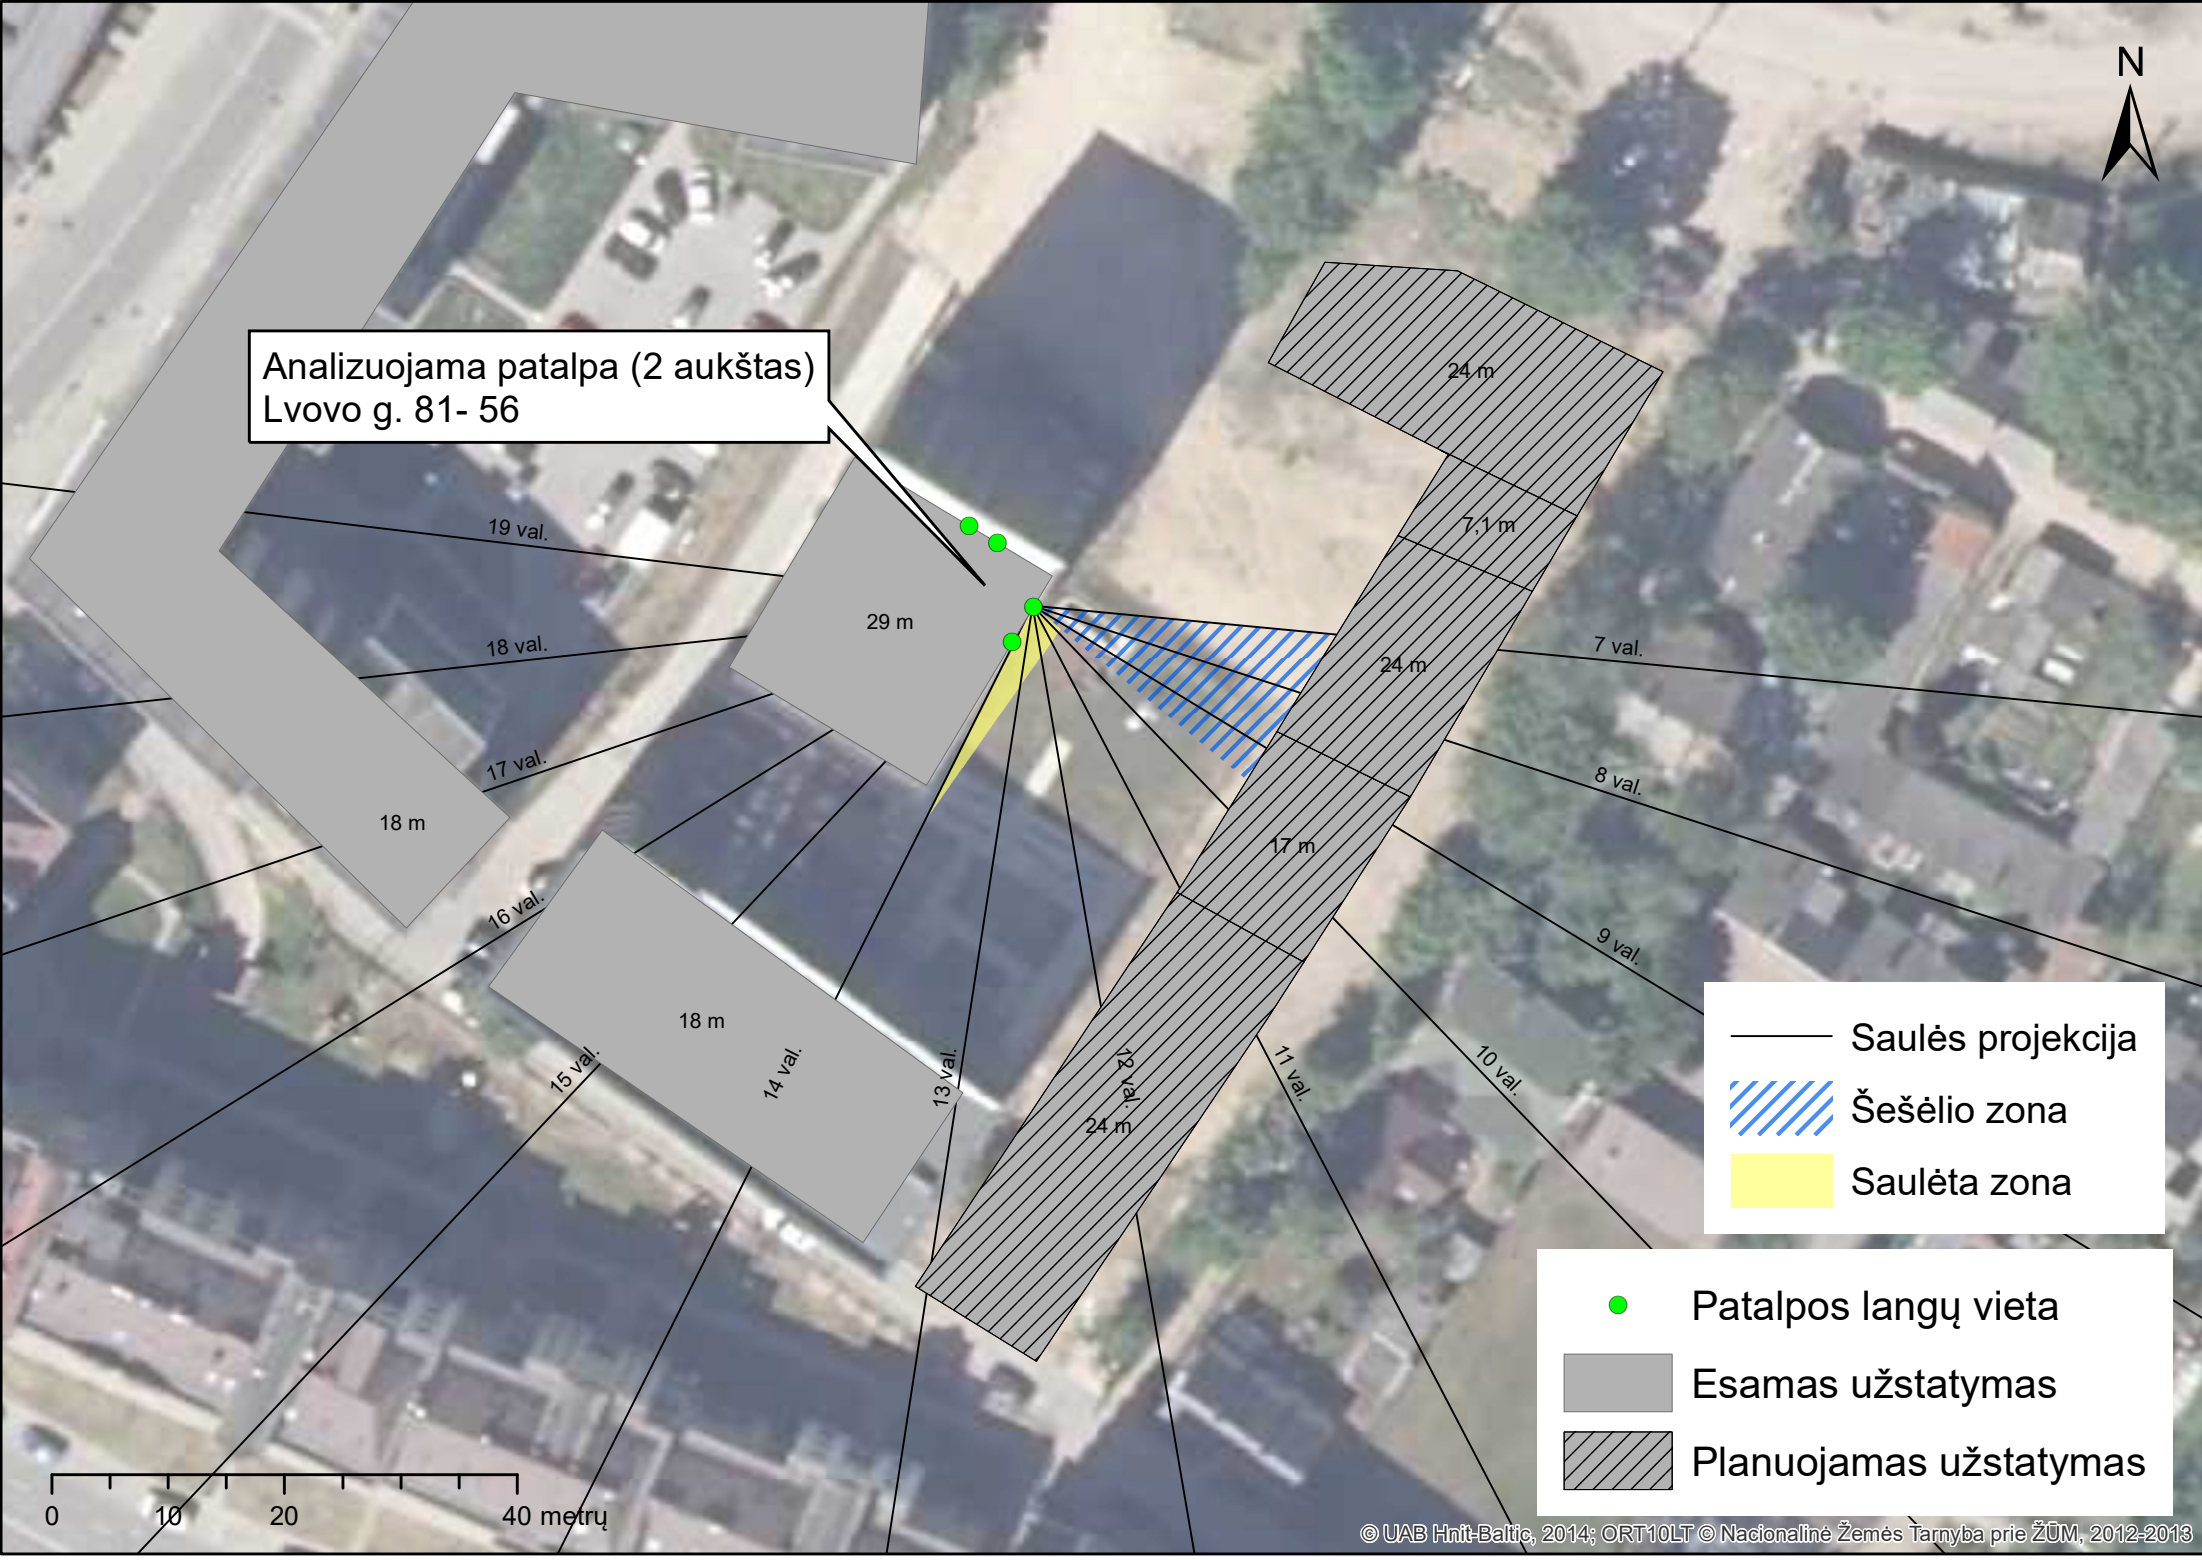 N
Analizuojama patalpa (2 aukštas)
Lvovo g. 81- 56
24 m
7,1 m
19 val.
29 m
18 val.
7 val.
24 m
17 val.
8 val.
18 m
17 m
16 val.
9 val.
18 m
15 val.
14 val.
13 val.
12 val.
11 val.
10 val.
24 m
Saulės projekcija
Šešėlio zona
Saulėta zona
Patalpos langų vieta
Esamas užstatymas
Planuojamas užstatymas
0 10 20 40 metrų
© UAB Hnit-Baltic, 2014; ORT10LT © Nacionalinė Žemės Tarnyba prie ŽŪM, 2012-2013